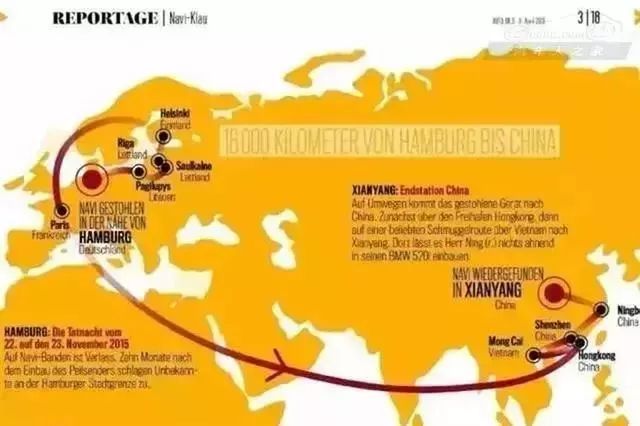 REPORTAGE | Navi-Klau
3|18
16 000 KILOMETER VON HAMBURG BIS CHINA
Helsinki
Finnland
Riga
Lettland
Saulkalne
Lettland
Pagilupys
Litauen
Paris
Frankreich
NAVI GESTOHLEN
IN DER NÄHE VON
HAMBURG
Deutschland
XIANYANG: Endstation China
Auf Umwegen kommt das gestohlene Gerät nach
China. Zunächst über den Freihafen Hongkong, dann
auf einer beliebten Schmuggelroute über Vietnam nach
Xianyang. Dort lässt es Herr Ning (r.) nichts ahnend
in seinen BMW 520i einbauen.
NAVI WIEDERGEFUNDEN
IN XIANYANG
China
Ningbo
China
Shenzhen
China
Mong Cai
Vietnam
Hongkong
China
HAMBURG: Die Tatnacht vom
22. auf den 23. November 2015
Auf Navi-Banden ist Verlass. Zehn Monate nach
dem Einbau des Peilsenders schlagen Unbekann-
te an der Hamburger Stadtgrenze zu.